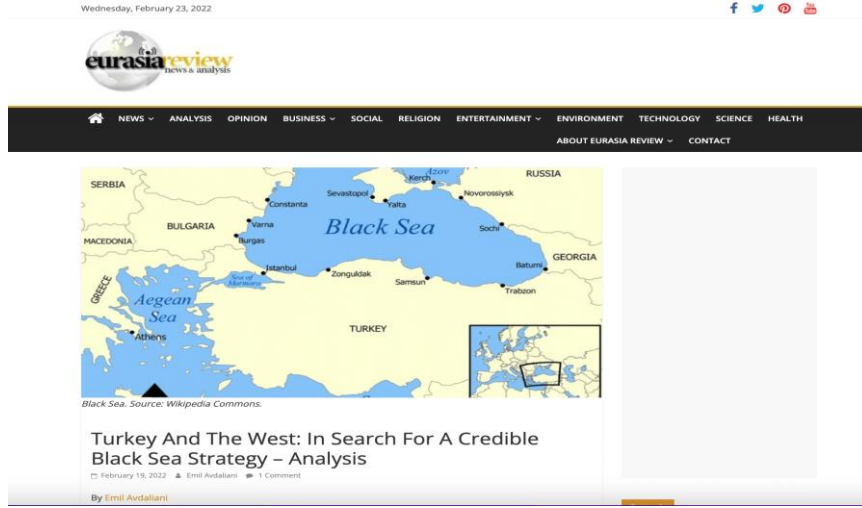 Wednesday, February 23, 2022
eurasiareview
news & analysis
NEWS ANALYSIS OPINION BUSINESS SOCIAL RELIGION ENTERTAINMENT ENVIRONMENT TECHNOLOGY SCIENCE HEALTH
ABOUT EURASIA REVIEW CONTACT
Azov
RUSSIA
Kerch
SERBIA
Sevastopol
Novorossiysk
Yalta
Constanta
Varna
BULGARIA
Black Sea
Sochi
MACEDONIA
Burgas
GEORGIA
Istanbul
Batumi
Zonguldak
Sea of
Marmara
Samsun
Trabzon
GREECE
Aegean
Sea
TURKEY
Athens
Black Sea. Source: Wikipedia Commons.
Turkey And The West: In Search For A Credible
Black Sea Strategy – Analysis
February 19, 2022 Emil Avdaliani 1 Comment
By Emil Avdaliani